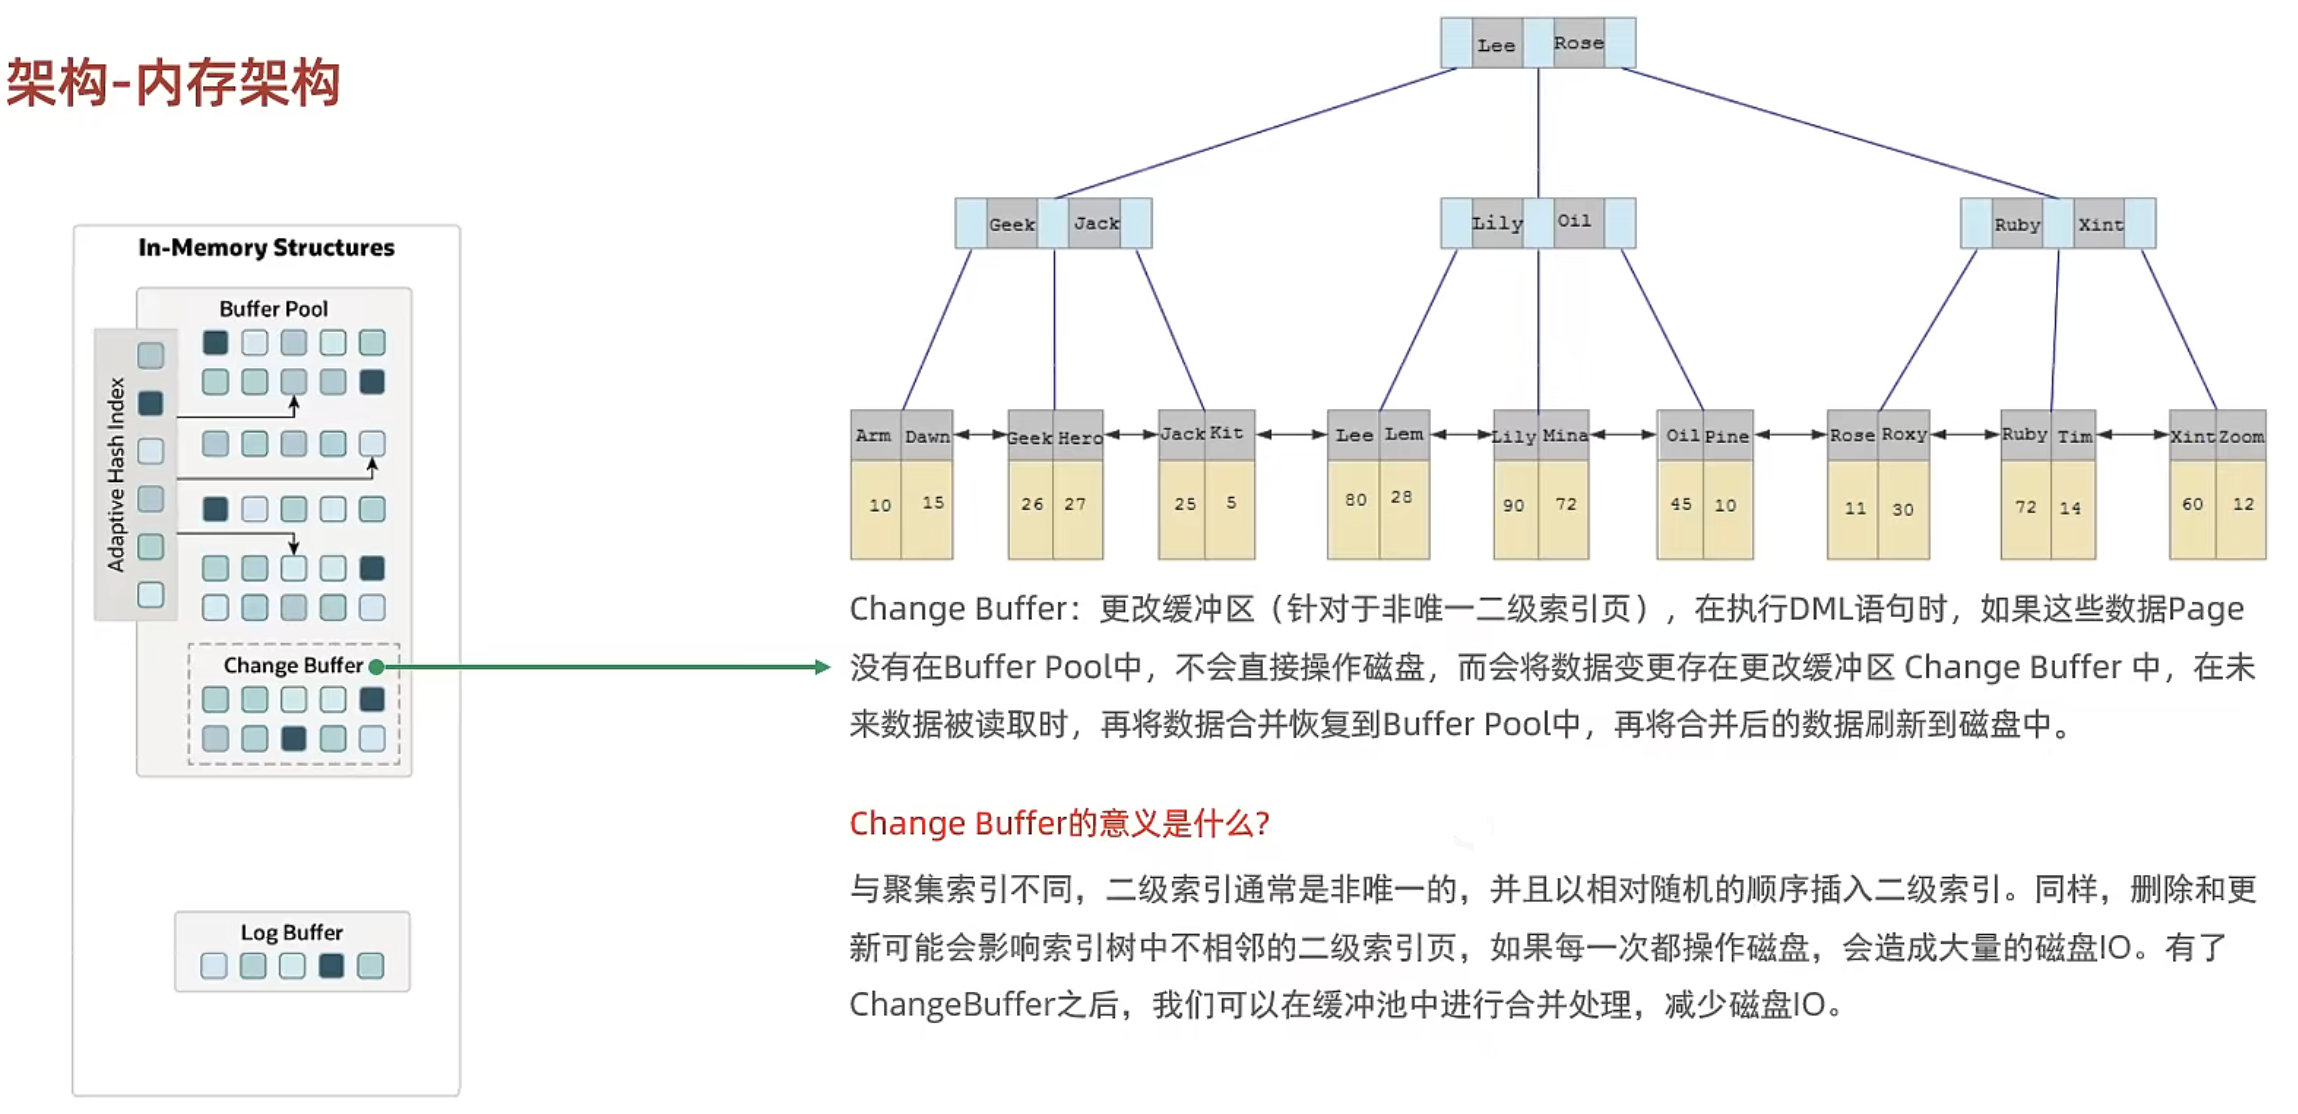 架构-内存架构
In-Memory Structures
Buffer Pool
Adaptive Hash Index
Change Buffer
Log Buffer
Lee Rose
Geek Jack
Lily Oil
Ruby Xint
Arm Dawn Geek Hero Jack Kit Lee Lem Lily Mina Oil Pine Rose Roxy Ruby Tim Xint Zoom
10 15 26 27 25 5 80 28 90 72 45 10 11 30 72 14 60 12
Change Buffer：更改缓冲区（针对于非唯一二级索引页），在执行DML语句时，如果这些数据Page
没有在Buffer Pool中，不会直接操作磁盘，而会将数据变更存在更改缓冲区 Change Buffer 中，在未
来数据被读取时，再将数据合并恢复到Buffer Pool中，再将合并后的数据刷新到磁盘中。
Change Buffer的意义是什么?
与聚集索引不同，二级索引通常是非唯一的，并且以相对随机的顺序插入二级索引。同样，删除和更
新可能会影响索引树中不相邻的二级索引页，如果每一次都操作磁盘，会造成大量的磁盘IO。有了
ChangeBuffer之后，我们可以在缓冲池中进行合并处理，减少磁盘IO。